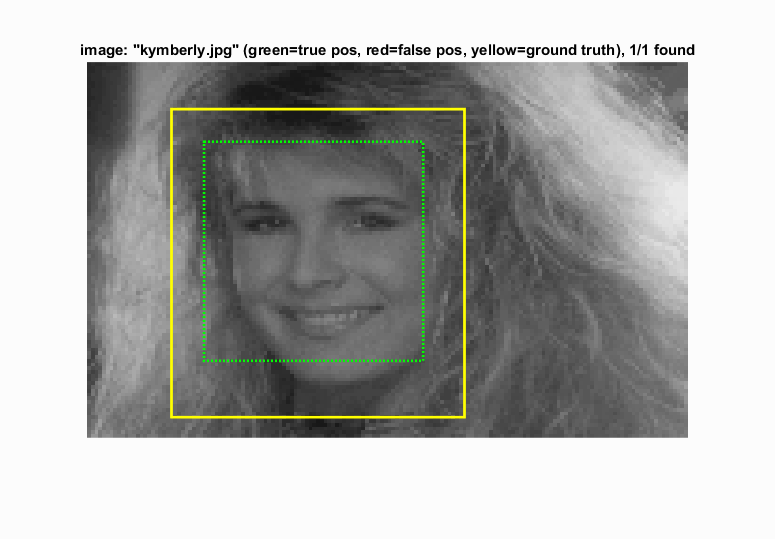 image: "kymberly.jpg" (green=true pos, red=false pos, yellow=ground truth), 1/1 found